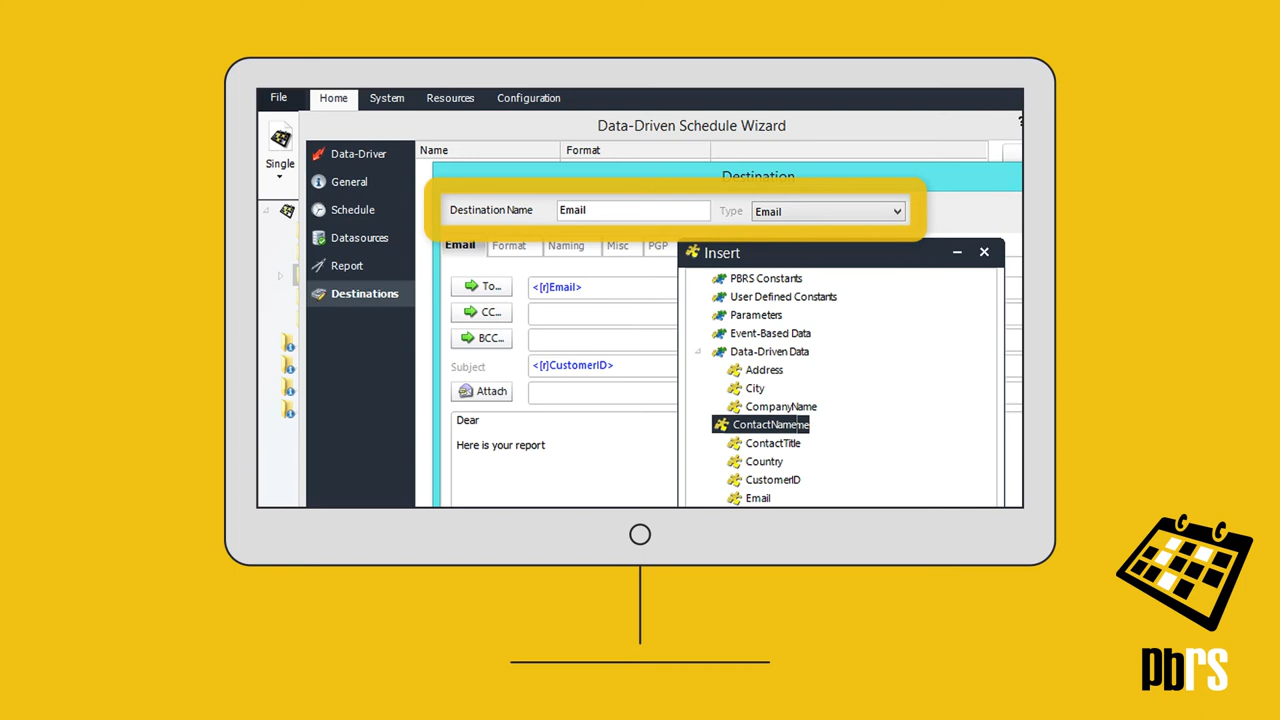 File Home System Resources Configuration
Data-Driven Schedule Wizard ?
Single
Data-Driver
General
Schedule
Datasources
Report
Destinations
Name Format
Destination
Destination Name Email Type Email
Email Format Naming Misc PGP
To... <[r]Email>
CC...
BCC...
Subject <[r]CustomerID>
Attach
Dear
Here is your report
Insert
PBRS Constants
User Defined Constants
Parameters
Event-Based Data
Data-Driven Data
Address
City
CompanyName
ContactName
ContactTitle
Country
CustomerID
Email
pbrs